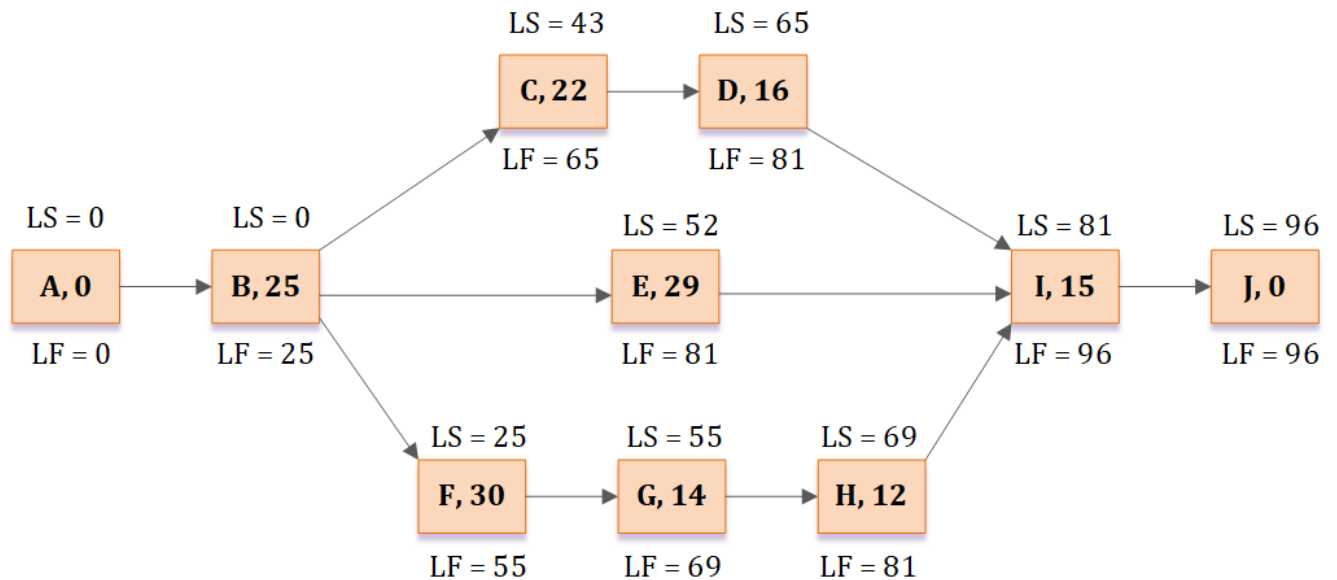 LS = 43
LS = 65
C, 22
D, 16
LF = 65
LF = 81
LS = 0
LS = 0
LS = 52
LS = 81
LS = 96
A, 0
B, 25
E, 29
I, 15
J, 0
LF = 0
LF = 25
LF = 81
LF = 96
LF = 96
LS = 25
LS = 55
LS = 69
F, 30
G, 14
H, 12
LF = 55
LF = 69
LF = 81